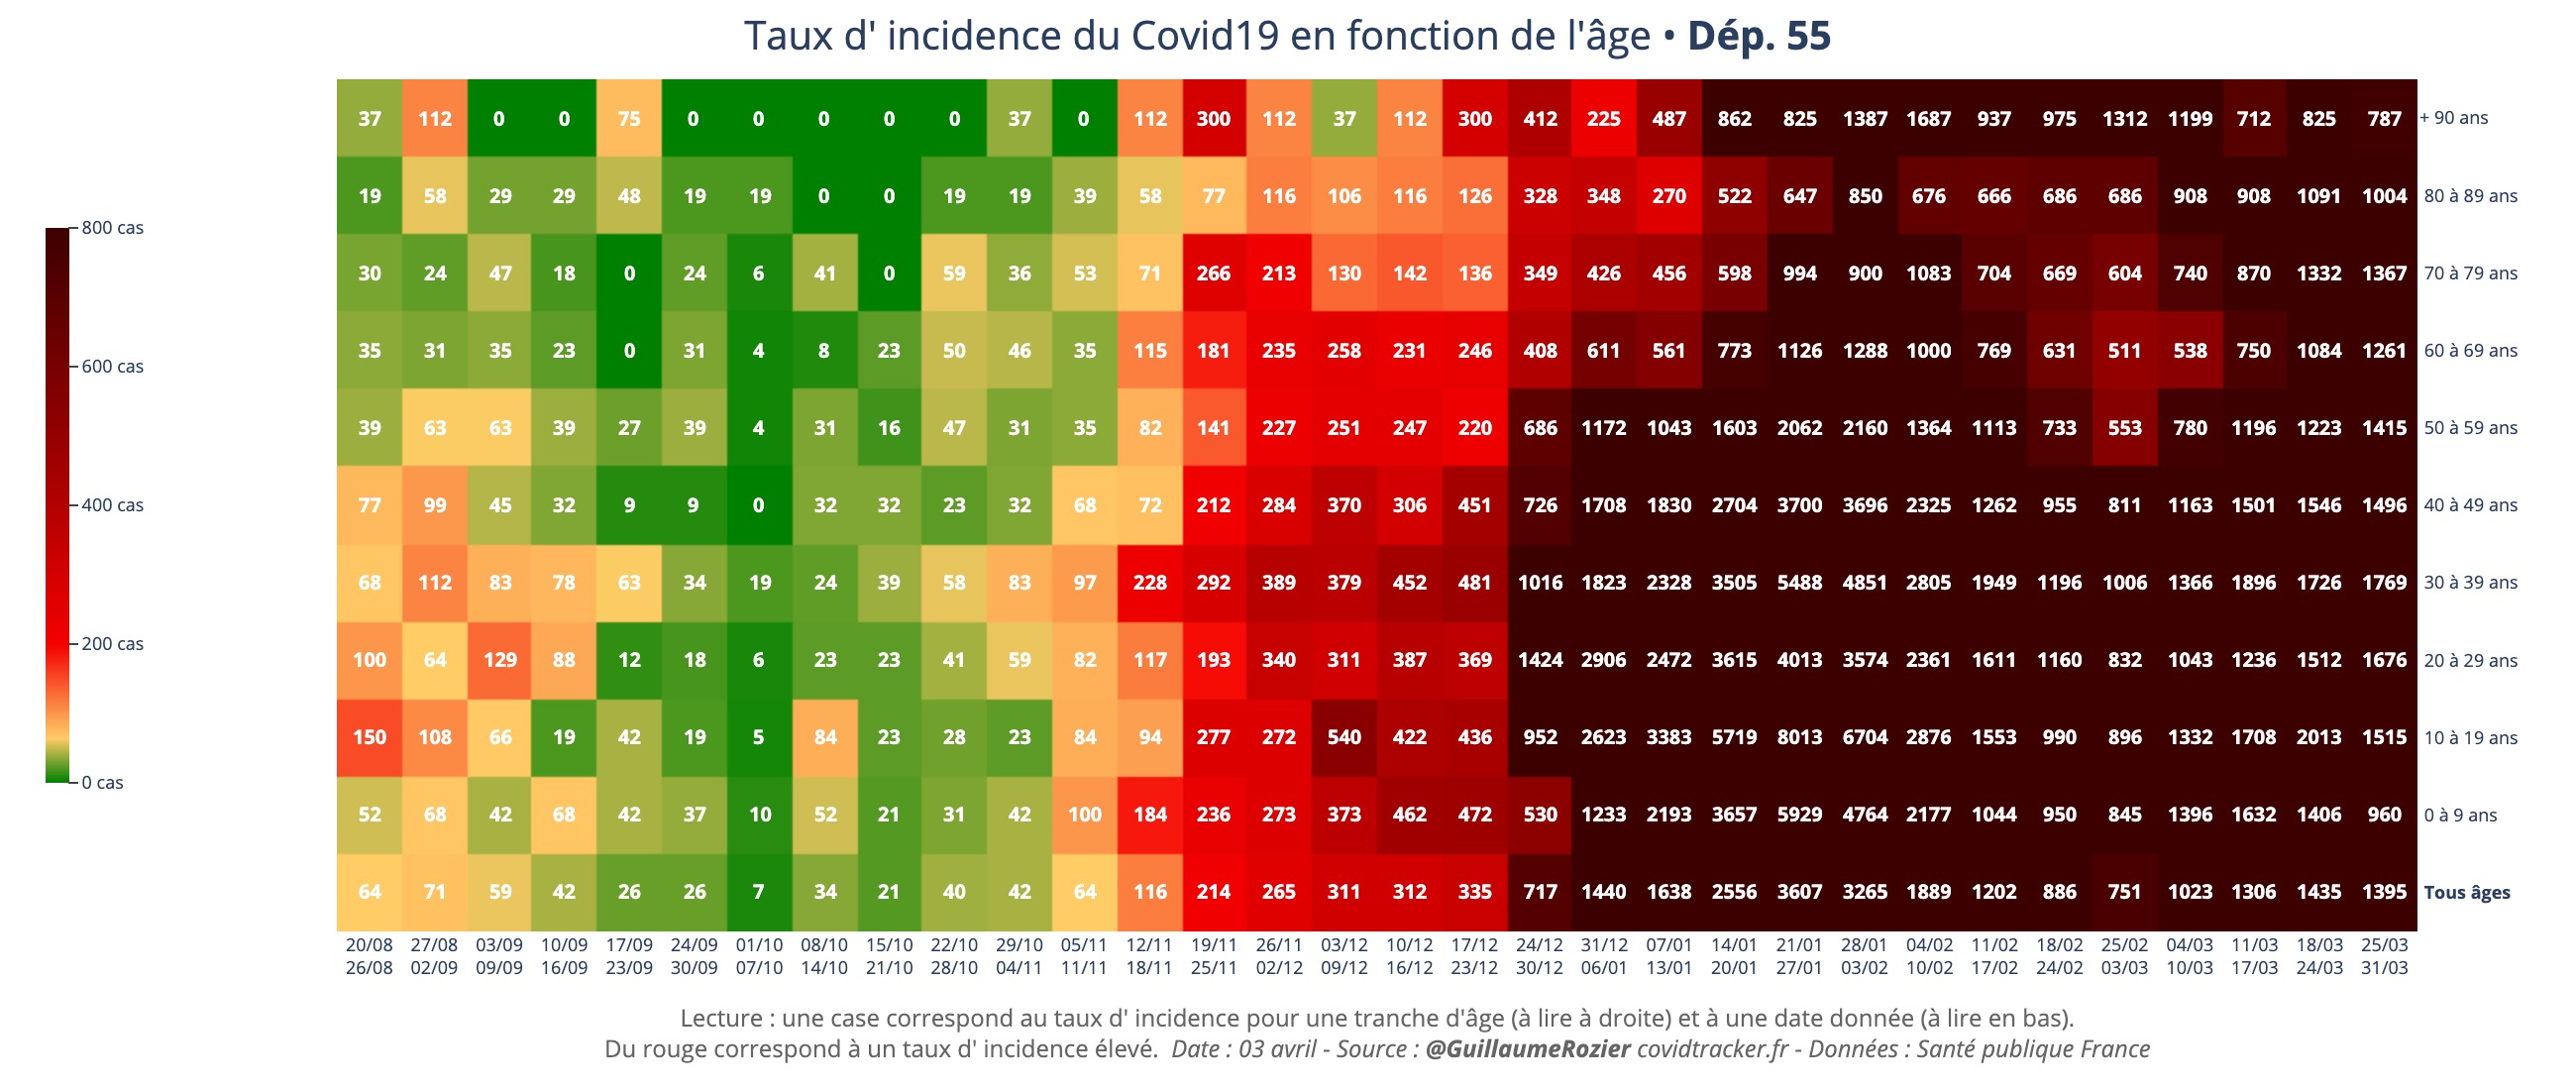 Taux d' incidence du Covid19 en fonction de l'âge • Dép. 55
37 112 0 0 75 0 0 0 0 0 37 0 112 300 112 37 112 300 412 225 487 862 825 1387 1687 937 975 1312 1199 712 825 787 + 90 ans
19 58 29 29 48 19 19 0 0 19 19 39 58 77 116 106 116 126 328 348 270 522 647 850 676 666 686 686 908 908 1091 1004 80 à 89 ans
800 cas
30 24 47 18 0 24 6 41 0 59 36 53 71 266 213 130 142 136 349 426 456 598 994 900 1083 704 669 604 740 870 1332 1367 70 à 79 ans
35 31 35 23 0 31 4 8 23 50 46 35 115 181 235 258 231 246 408 611 561 773 1126 1288 1000 769 631 511 538 750 1084 1261 60 à 69 ans
600 cas
39 63 63 39 27 39 4 31 16 47 31 35 82 141 227 251 247 220 686 1172 1043 1603 2062 2160 1364 1113 733 553 780 1196 1223 1415 50 à 59 ans
400 cas
77 99 45 32 9 9 0 32 32 23 32 68 72 212 284 370 306 451 726 1708 1830 2704 3700 3696 2325 1262 955 811 1163 1501 1546 1496 40 à 49 ans
68 112 83 78 63 34 19 24 39 58 83 97 228 292 389 379 452 481 1016 1823 2328 3505 5488 4851 2805 1949 1196 1006 1366 1896 1726 1769 30 à 39 ans
200 cas
100 64 129 88 12 18 6 23 23 41 59 82 117 193 340 311 387 369 1424 2906 2472 3615 4013 3574 2361 1611 1160 832 1043 1236 1512 1676 20 à 29 ans
150 108 66 19 42 19 5 84 23 28 23 84 94 277 272 540 422 436 952 2623 3383 5719 8013 6704 2876 1553 990 896 1332 1708 2013 1515 10 à 19 ans
0 cas
52 68 42 68 42 37 10 52 21 31 42 100 184 236 273 373 462 472 530 1233 2193 3657 5929 4764 2177 1044 950 845 1396 1632 1406 960 0 à 9 ans
64 71 59 42 26 26 7 34 21 40 42 64 116 214 265 311 312 335 717 1440 1638 2556 3607 3265 1889 1202 886 751 1023 1306 1435 1395 Tous âges
20/08 27/08 03/09 10/09 17/09 24/09 01/10 08/10 15/10 22/10 29/10 05/11 12/11 19/11 26/11 03/12 10/12 17/12 24/12 31/12 07/01 14/01 21/01 28/01 04/02 11/02 18/02 25/02 04/03 11/03 18/03 25/03
26/08 02/09 09/09 16/09 23/09 30/09 07/10 14/10 21/10 28/10 04/11 11/11 18/11 25/11 02/12 09/12 16/12 23/12 30/12 06/01 13/01 20/01 27/01 03/02 10/02 17/02 24/02 03/03 10/03 17/03 24/03 31/03
Lecture : une case correspond au taux d' incidence pour une tranche d'âge (à lire à droite) et à une date donnée (à lire en bas).
Du rouge correspond à un taux d' incidence élevé. Date : 03 avril - Source : @GuillaumeRozier covidtracker.fr - Données : Santé publique France